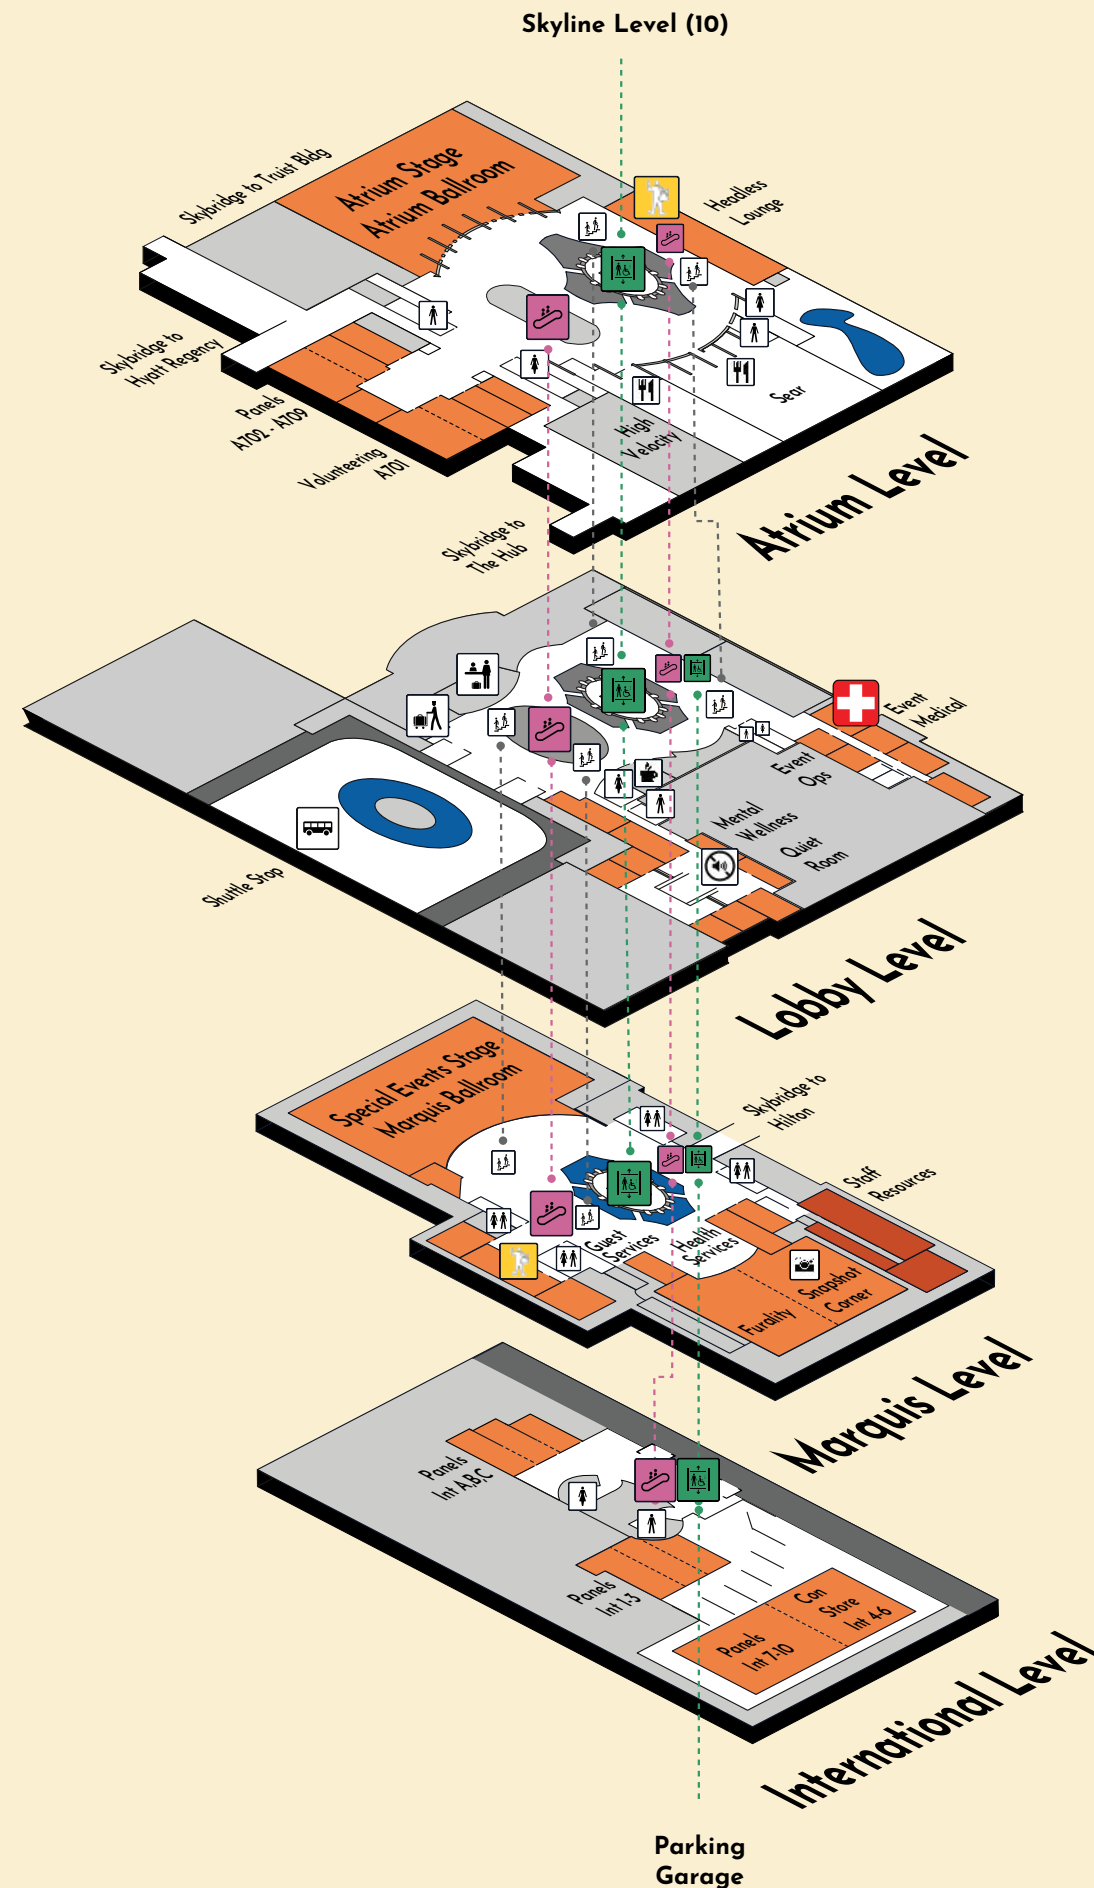 Skyline Level (10)
Skybridge to Truist Bldg
Atrium Stage
Atrium Ballroom
Headless
Lounge
Skybridge to
Hyatt Regency
Panels
A702 - A709
Volunteering
A701
High
Velocity
Sear
Atrium Level
Skybridge to
The Hub
Event
Medical
Event
Ops
Mental
Wellness
Quiet
Room
Shuttle Stop
Lobby Level
Special Events Stage
Marquis Ballroom
Skybridge to
Hilton
Staff
Resources
Guest
Services
Health
Services
Snapshot
Corner
Furality
Marquis Level
Panels
Int A,B,C
Panels
Int 1-3
Con
Store
Int 4-6
Panels
Int 7-10
International Level
Parking
Garage